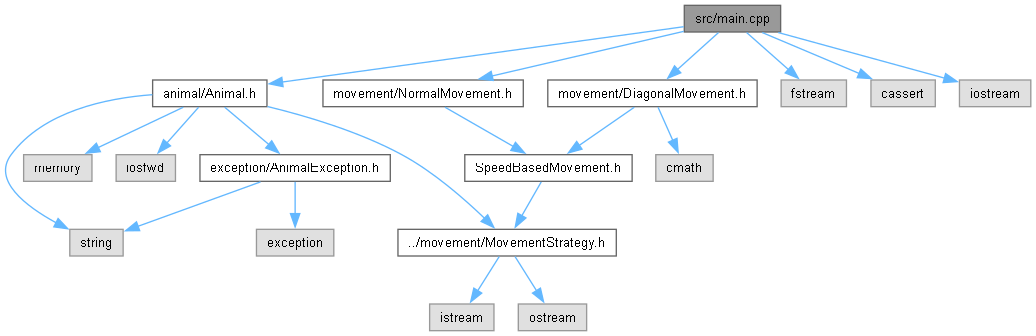 src/main.cpp
animal/Animal.h
movement/NormalMovement.h
movement/DiagonalMovement.h
fstream
cassert
iostream
memory
iosfwd
exception/AnimalException.h
SpeedBasedMovement.h
cmath
string
exception
../movement/MovementStrategy.h
istream
ostream